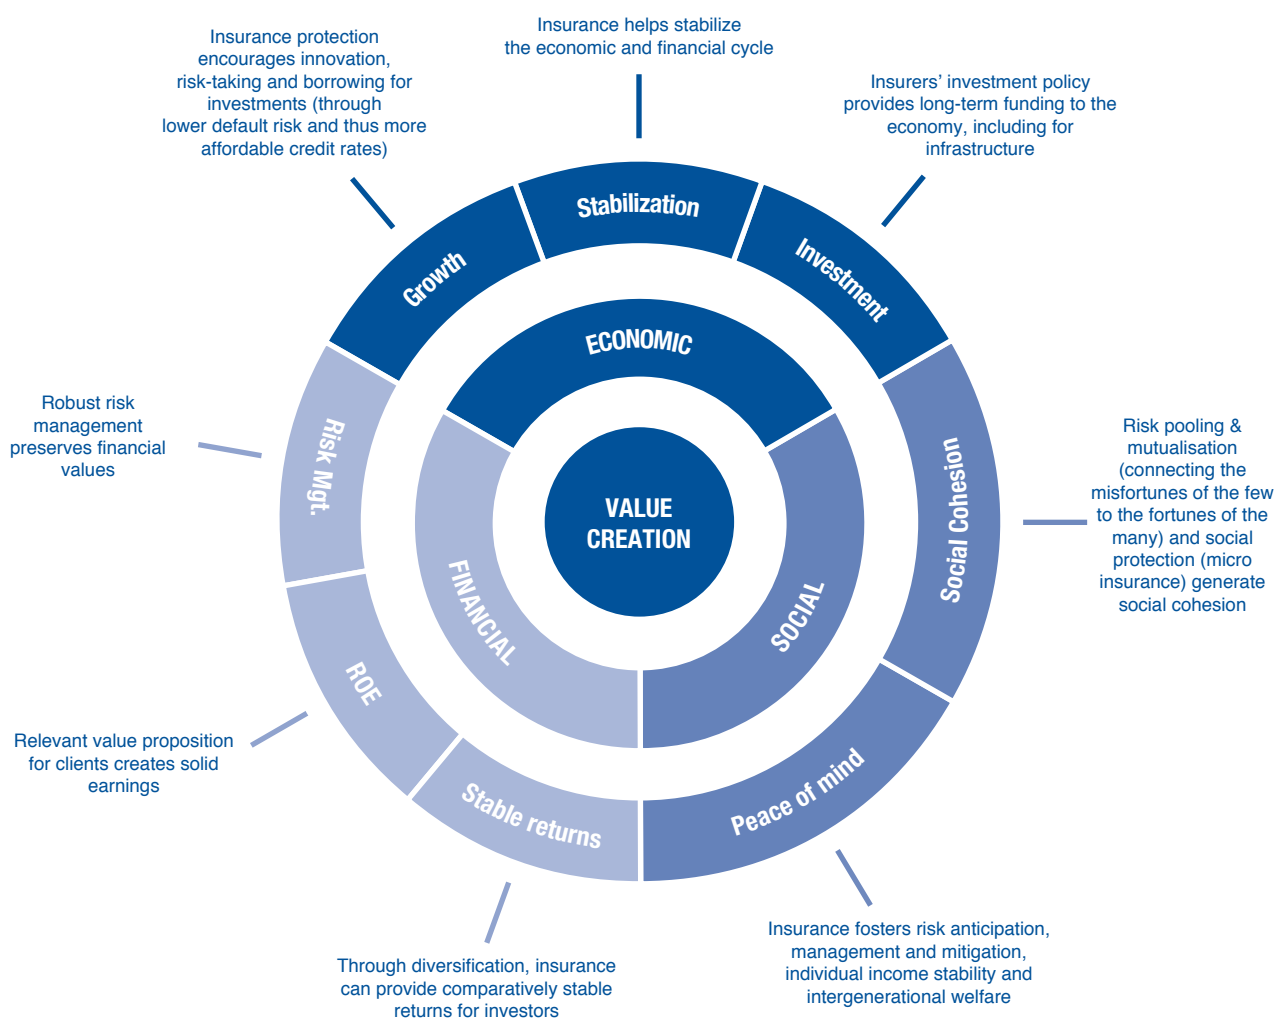 Insurance helps stabilize
the economic and financial cycle
Insurance protection
encourages innovation,
risk-taking and borrowing for
investments (through
lower default risk and thus more
affordable credit rates)
Insurers’ investment policy
provides long-term funding to the
economy, including for
infrastructure
Growth
Stabilization
Investment
ECONOMIC
Robust risk
management
preserves financial
values
Risk Mgt.
Social Cohesion
Risk pooling &
mutualisation
(connecting the
misfortunes of the few
to the fortunes of the
many) and social
protection (micro
insurance) generate
social cohesion
VALUE
CREATION
FINANCIAL
SOCIAL
ROE
Relevant value proposition
for clients creates solid
earnings
Stable returns
Peace of mind
Through diversification, insurance
can provide comparatively stable
returns for investors
Insurance fosters risk anticipation,
management and mitigation,
individual income stability and
intergenerational welfare